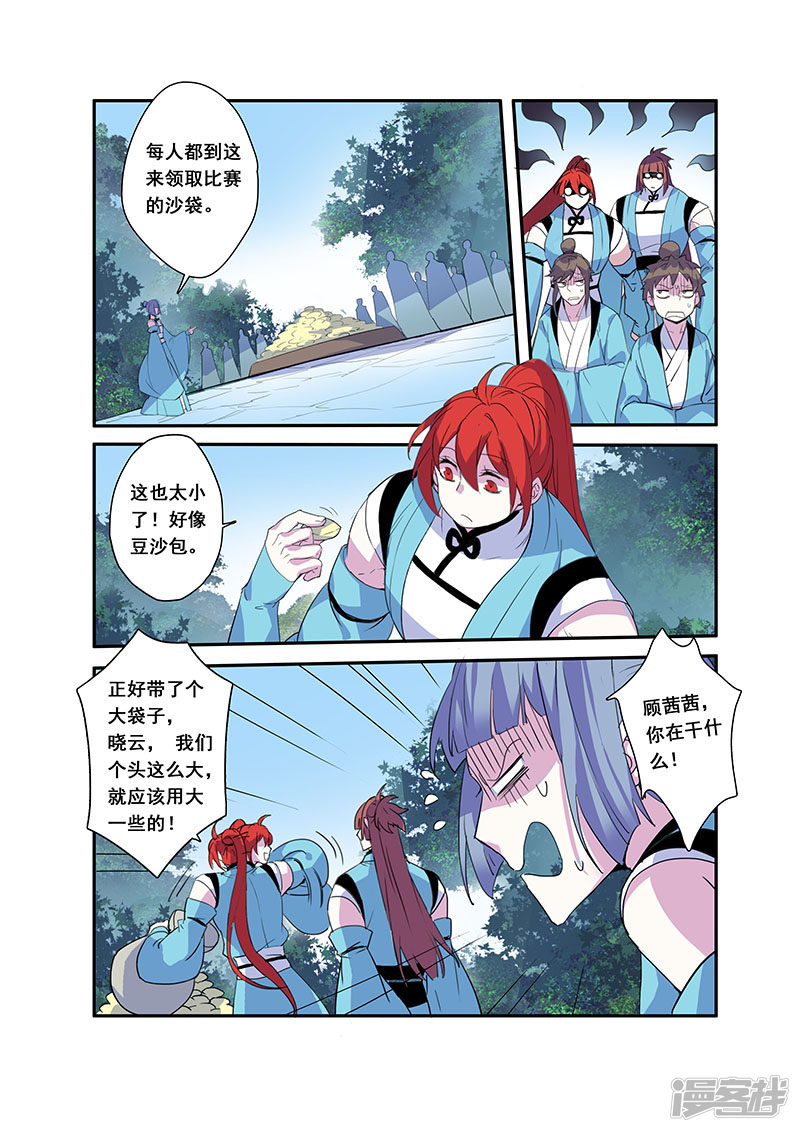 每人都到这
来领取比赛
的沙袋。
这也太小
了！好像
豆沙包。
正好带了个
大袋子，
晓云， 我们
个头这么大，
就应该用大
一些的！
顾茜茜，
你在干什
么！
漫客栈